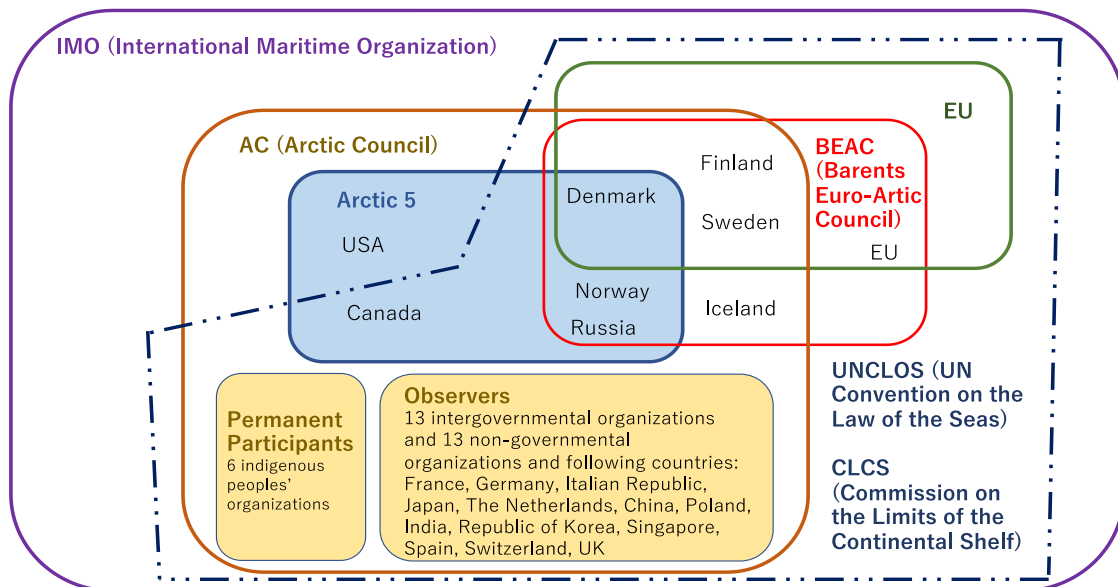 IMO (International Maritime Organization)
EU
AC (Arctic Council)
BEAC
(Barents
Euro-Artic
Council)
Finland
Denmark
Arctic 5
Sweden
USA
EU
Norway
Canada
Iceland
Russia
UNCLOS (UN
Convention on the
Law of the Seas)
CLCS
(Commission on
the Limits of the
Continental Shelf)
Permanent
Participants
6 indigenous
peoples’
organizations
Observers
13 intergovernmental organizations
and 13 non-governmental
organizations and following countries:
France, Germany, Italian Republic,
Japan, The Netherlands, China, Poland,
India, Republic of Korea, Singapore,
Spain, Switzerland, UK